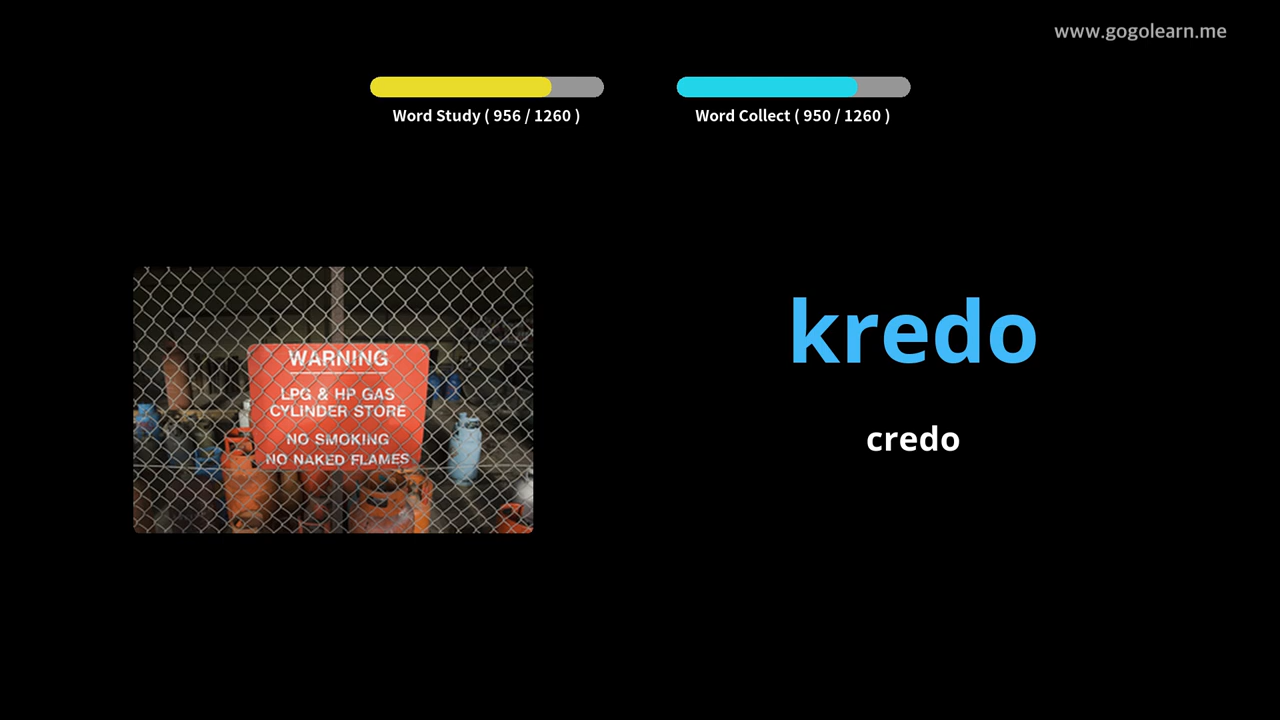 www.gogolearn.me
Word Study ( 956 / 1260 )
Word Collect ( 950 / 1260 )
WARNING
LPG & HP GAS
CYLINDER STORE
NO SMOKING
NO NAKED FLAMES
kredo
credo